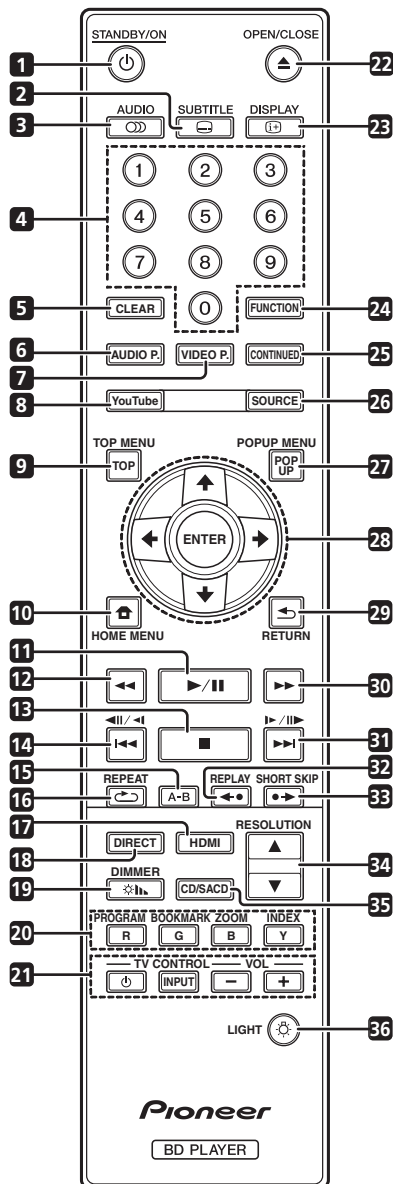 STANDBY/ON OPEN/CLOSE
1 22
2
AUDIO SUBTITLE DISPLAY
3 23
1 2 3
4
4 5 6
7 8 9
0
5 CLEAR FUNCTION 24
6 AUDIO P. VIDEO P. CONTINUED 25
7
8 YouTube SOURCE 26
TOP MENU POPUP MENU
9 TOP POP UP 27
ENTER 28
10 29
HOME MENU RETURN
11
12 30
13
14 31
15 32
REPEAT REPLAY SHORT SKIP
16 A-B 33
17 RESOLUTION
18 DIRECT HDMI 34
DIMMER
19 CD/SACD 35
PROGRAM BOOKMARK ZOOM INDEX
20 R G B Y
TV CONTROL VOL
21 INPUT – +
LIGHT 36
Pioneer
BD PLAYER